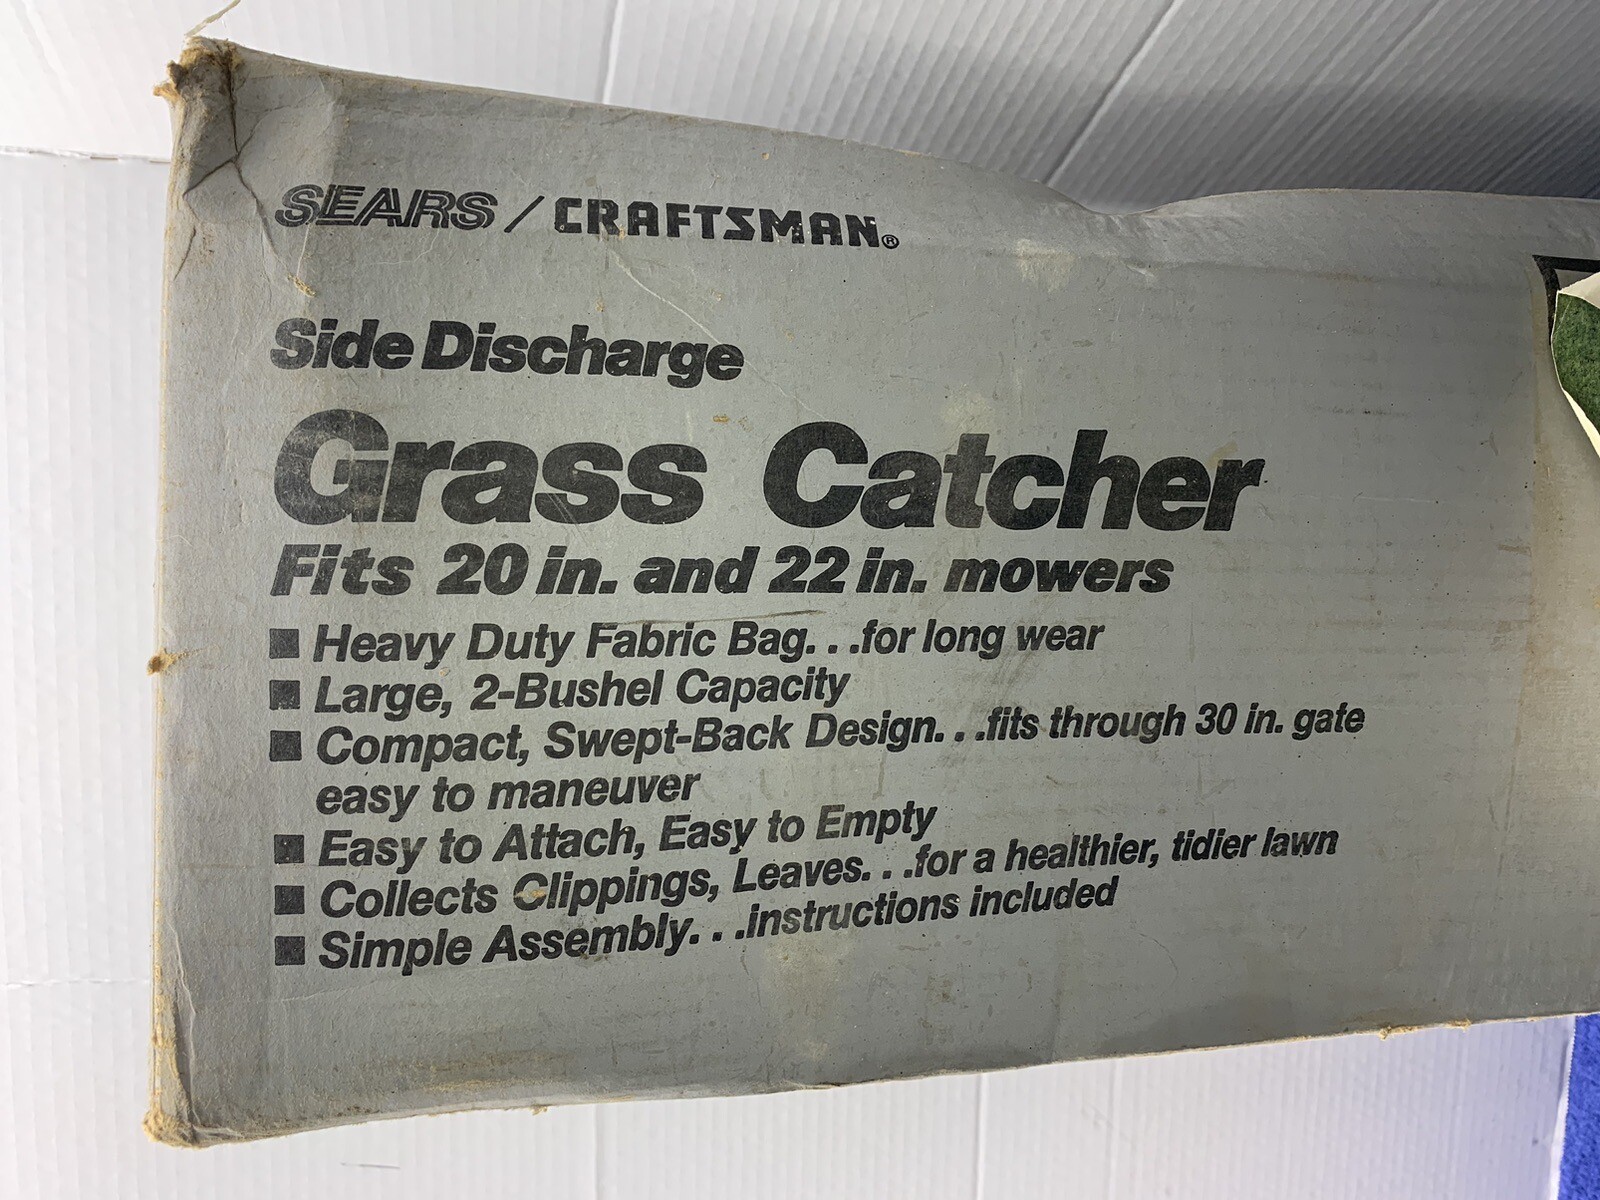 SEARS / CRAFTSMAN®
Side Discharge
Grass Catcher
Fits 20 in. and 22 in. mowers
■ Heavy Duty Fabric Bag. . .for long wear
■ Large, 2-Bushel Capacity
■ Compact, Swept-Back Design. . .fits through 30 in. gate
easy to maneuver
■ Easy to Attach, Easy to Empty
■ Collects Clippings, Leaves. . .for a healthier, tidier lawn
■ Simple Assembly. . .instructions included